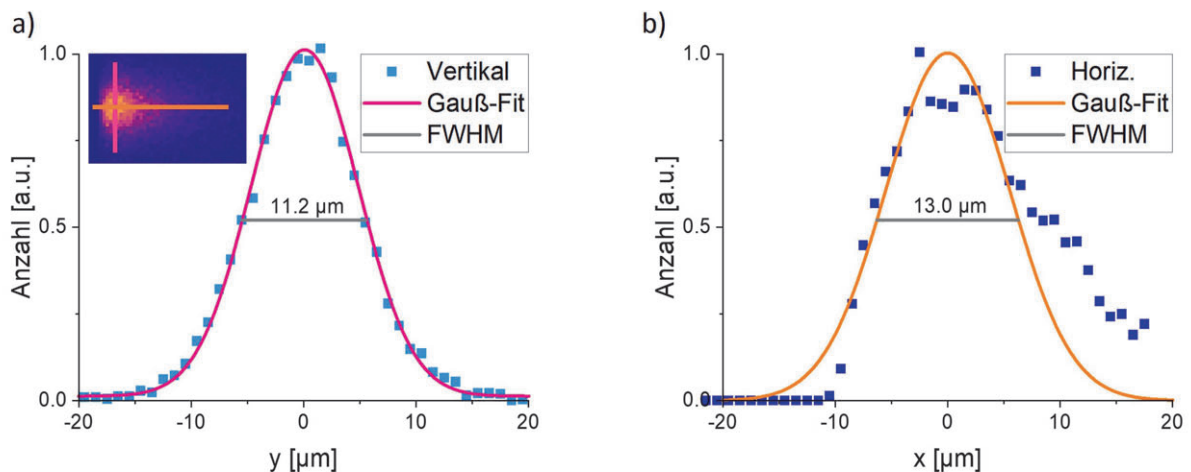 a)
1.0
0.5
0.0
Anzahl [a.u.]
-20
-10
0
10
20
y [µm]
Vertikal
Gauß-Fit
FWHM
11.2 µm
b)
1.0
0.5
0.0
Anzahl [a.u.]
-20
-10
0
10
20
x [µm]
Horiz.
Gauß-Fit
FWHM
13.0 µm